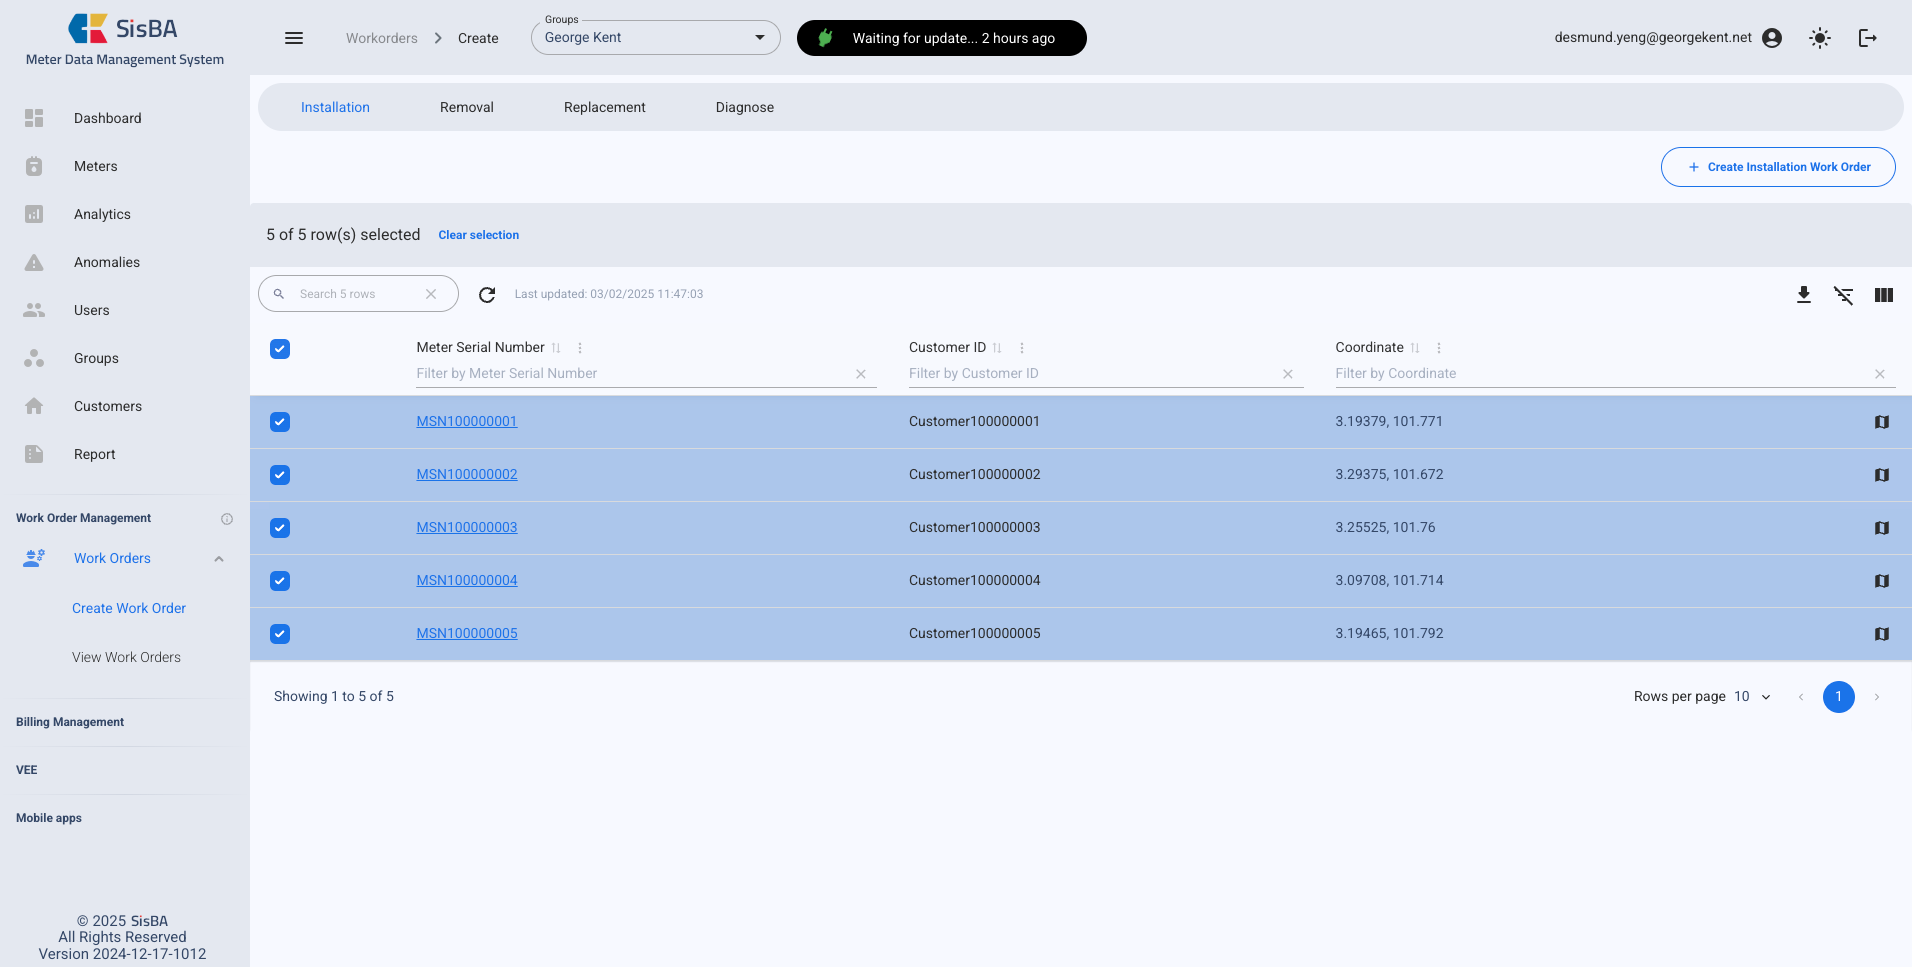 SisBA
Meter Data Management System
Dashboard
Meters
Analytics
Anomalies
Users
Groups
Customers
Report
Work Order Management
Work Orders
Create Work Order
View Work Orders
Billing Management
VEE
Mobile apps
© 2025 SisBA
All Rights Reserved
Version 2024-12-17-1012
Workorders > Create
Groups
George Kent
Waiting for update... 2 hours ago
desmund.yeng@georgekent.net
Installation Removal Replacement Diagnose
+ Create Installation Work Order
5 of 5 row(s) selected Clear selection
Search 5 rows
Last updated: 03/02/2025 11:47:03
Meter Serial Number Customer ID Coordinate
Filter by Meter Serial Number Filter by Customer ID Filter by Coordinate
MSN100000001 Customer100000001 3.19379, 101.771
MSN100000002 Customer100000002 3.29375, 101.672
MSN100000003 Customer100000003 3.25525, 101.76
MSN100000004 Customer100000004 3.09708, 101.714
MSN100000005 Customer100000005 3.19465, 101.792
Showing 1 to 5 of 5
Rows per page 10 1